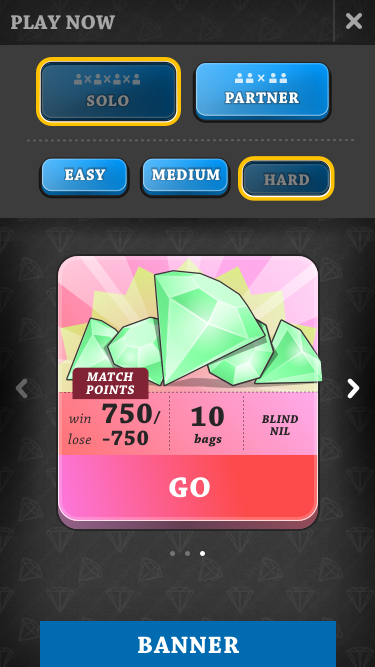 PLAY NOW
SOLO
PARTNER
EASY
MEDIUM
HARD
MATCH
POINTS
win 750/
lose -750
10
bags
BLIND
NIL
GO
BANNER